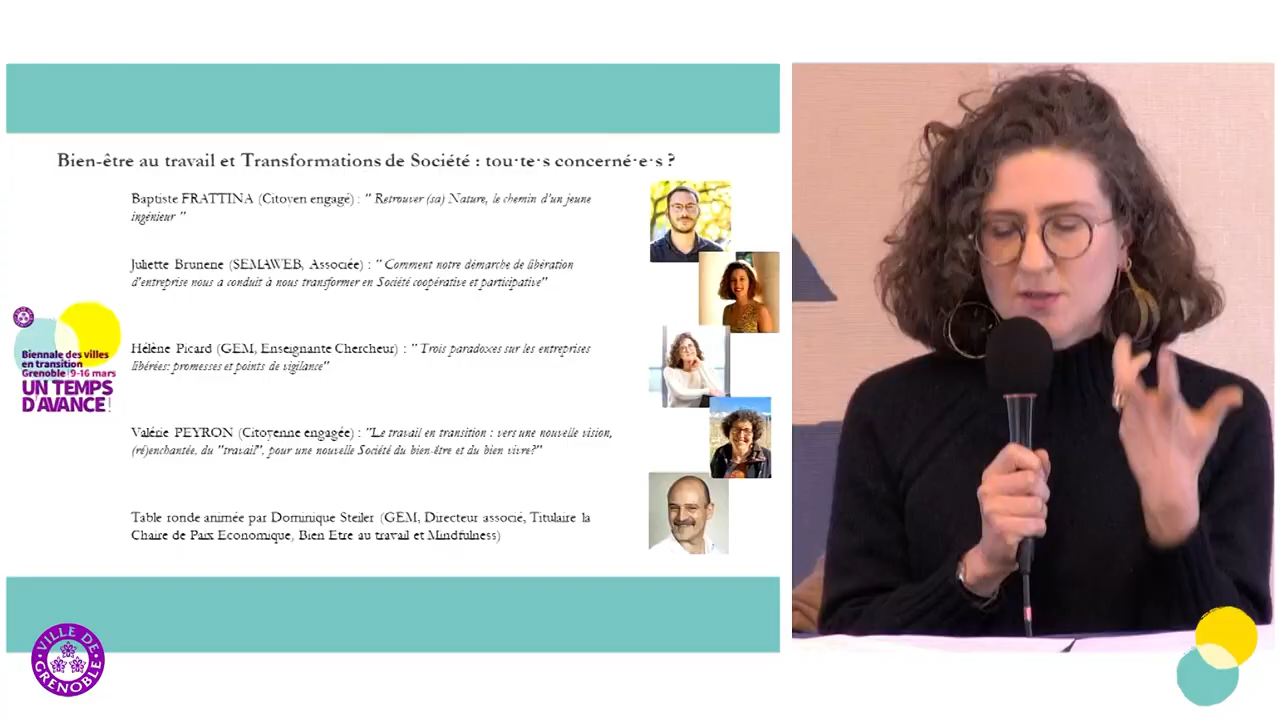 Bien-être au travail et Transformations de Société : tou·te·s concerné·e·s ?
Baptiste FRATTINA (Citoyen engagé) : " Retrouver (sa) Nature, le chemin d'un jeune
ingénieur "
Juliette Brunene (SEMAWEB, Associée) : " Comment notre démarche de libération
d'entreprise nous a conduit à nous transformer en Société coopérative et participative"
Hélène Picard (GEM, Enseignante Chercheur) : " Trois paradoxes sur les entreprises
libérées: promesses et points de vigilance"
Valérie PEYRON (Citoyenne engagée) : "Le travail en transition : vers une nouvelle vision,
(ré)enchantée, du "travail", pour une nouvelle Société du bien-être et du bien vivre?"
Table ronde animée par Dominique Steiler (GEM, Directeur associé, Titulaire la
Chaire de Paix Economique, Bien Etre au travail et Mindfulness)
Biennale des villes
en transition
Grenoble 9-16 mars
UN TEMPS
D'AVANCE!
VILLE DE
GRENOBLE